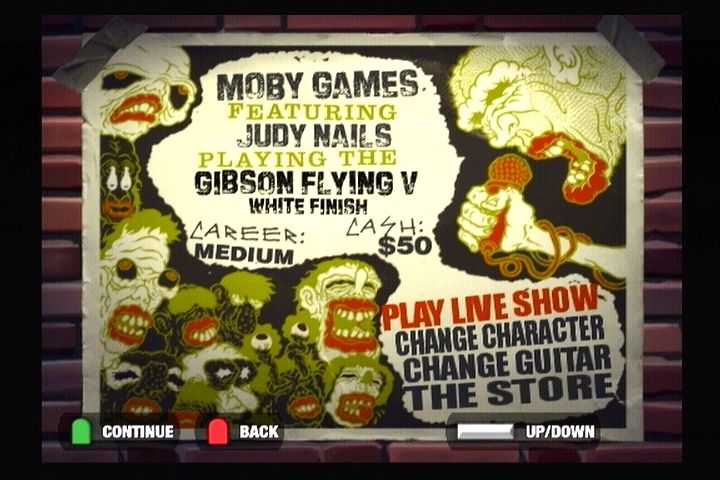 MOBY GAMES
FEATURING
JUDY NAILS
PLAYING THE
GIBSON FLYING V
WHITE FINISH
CAREER:
MEDIUM
CASH:
$50
PLAY LIVE SHOW
CHANGE CHARACTER
CHANGE GUITAR
THE STORE
CONTINUE
BACK
UP/DOWN